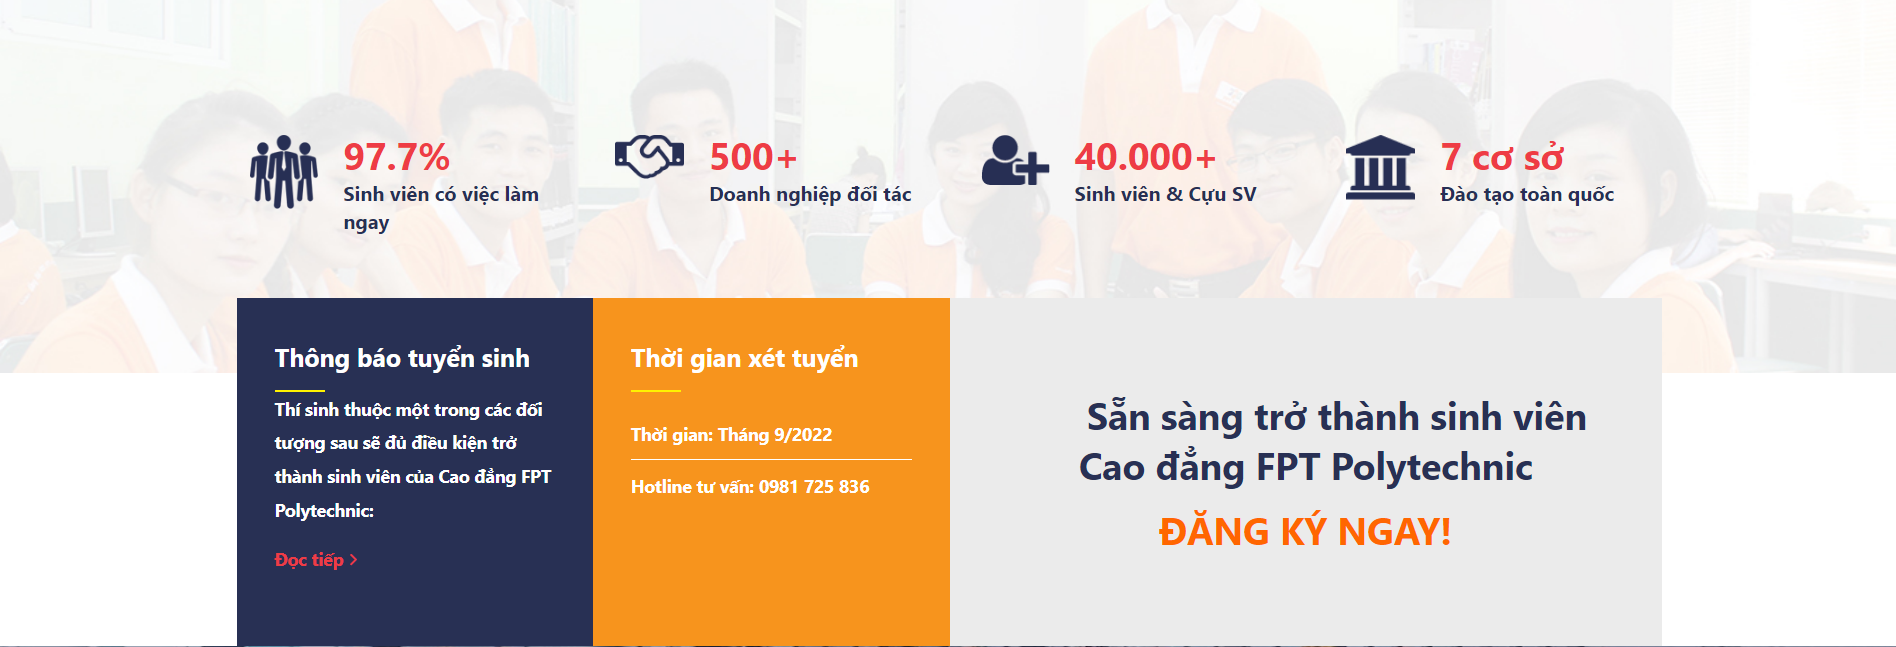 97.7%
Sinh viên có việc làm
ngay
500+
Doanh nghiệp đối tác
40.000+
Sinh viên & Cựu SV
7 cơ sở
Đào tạo toàn quốc
Thông báo tuyển sinh
Thí sinh thuộc một trong các đối
tượng sau sẽ đủ điều kiện trở
thành sinh viên của Cao đẳng FPT
Polytechnic:
Đọc tiếp >
Thời gian xét tuyển
Thời gian: Tháng 9/2022
Hotline tư vấn: 0981 725 836
Sẵn sàng trở thành sinh viên
Cao đẳng FPT Polytechnic
ĐĂNG KÝ NGAY!